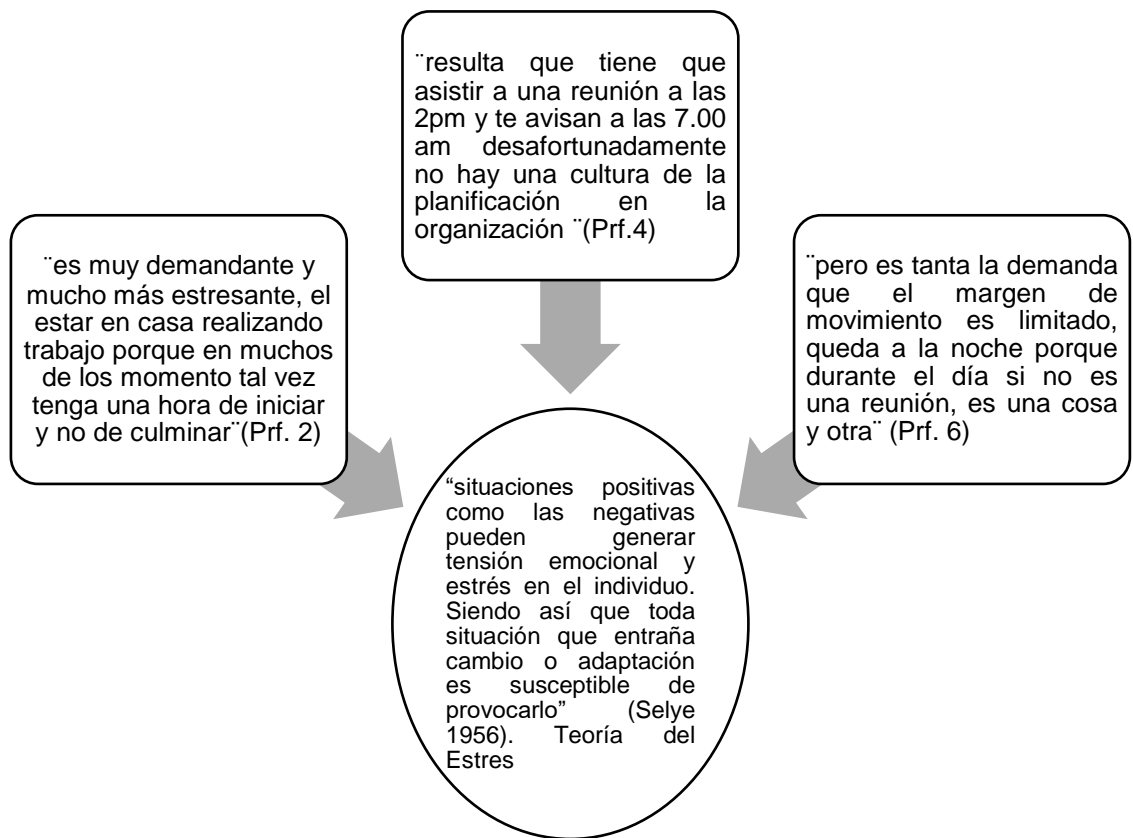 ¨resulta que tiene que
asistir a una reunión a las
2pm y te avisan a las 7.00
am desafortunadamente
no hay una cultura de la
planificación en la
organización ¨(Prf.4)
¨es muy demandante y
mucho más estresante, el
estar en casa realizando
trabajo porque en muchos
de los momento tal vez
tenga una hora de iniciar
y no de culminar¨(Prf. 2)
¨pero es tanta la demanda
que el margen de
movimiento es limitado,
queda a la noche porque
durante el día si no es
una reunión, es una cosa
y otra¨ (Prf. 6)
“situaciones positivas
como las negativas
pueden generar
tensión emocional y
estrés en el individuo.
Siendo así que toda
situación que entraña
cambio o adaptación
es susceptible de
provocarlo” (Selye
1956). Teoría del
Estres